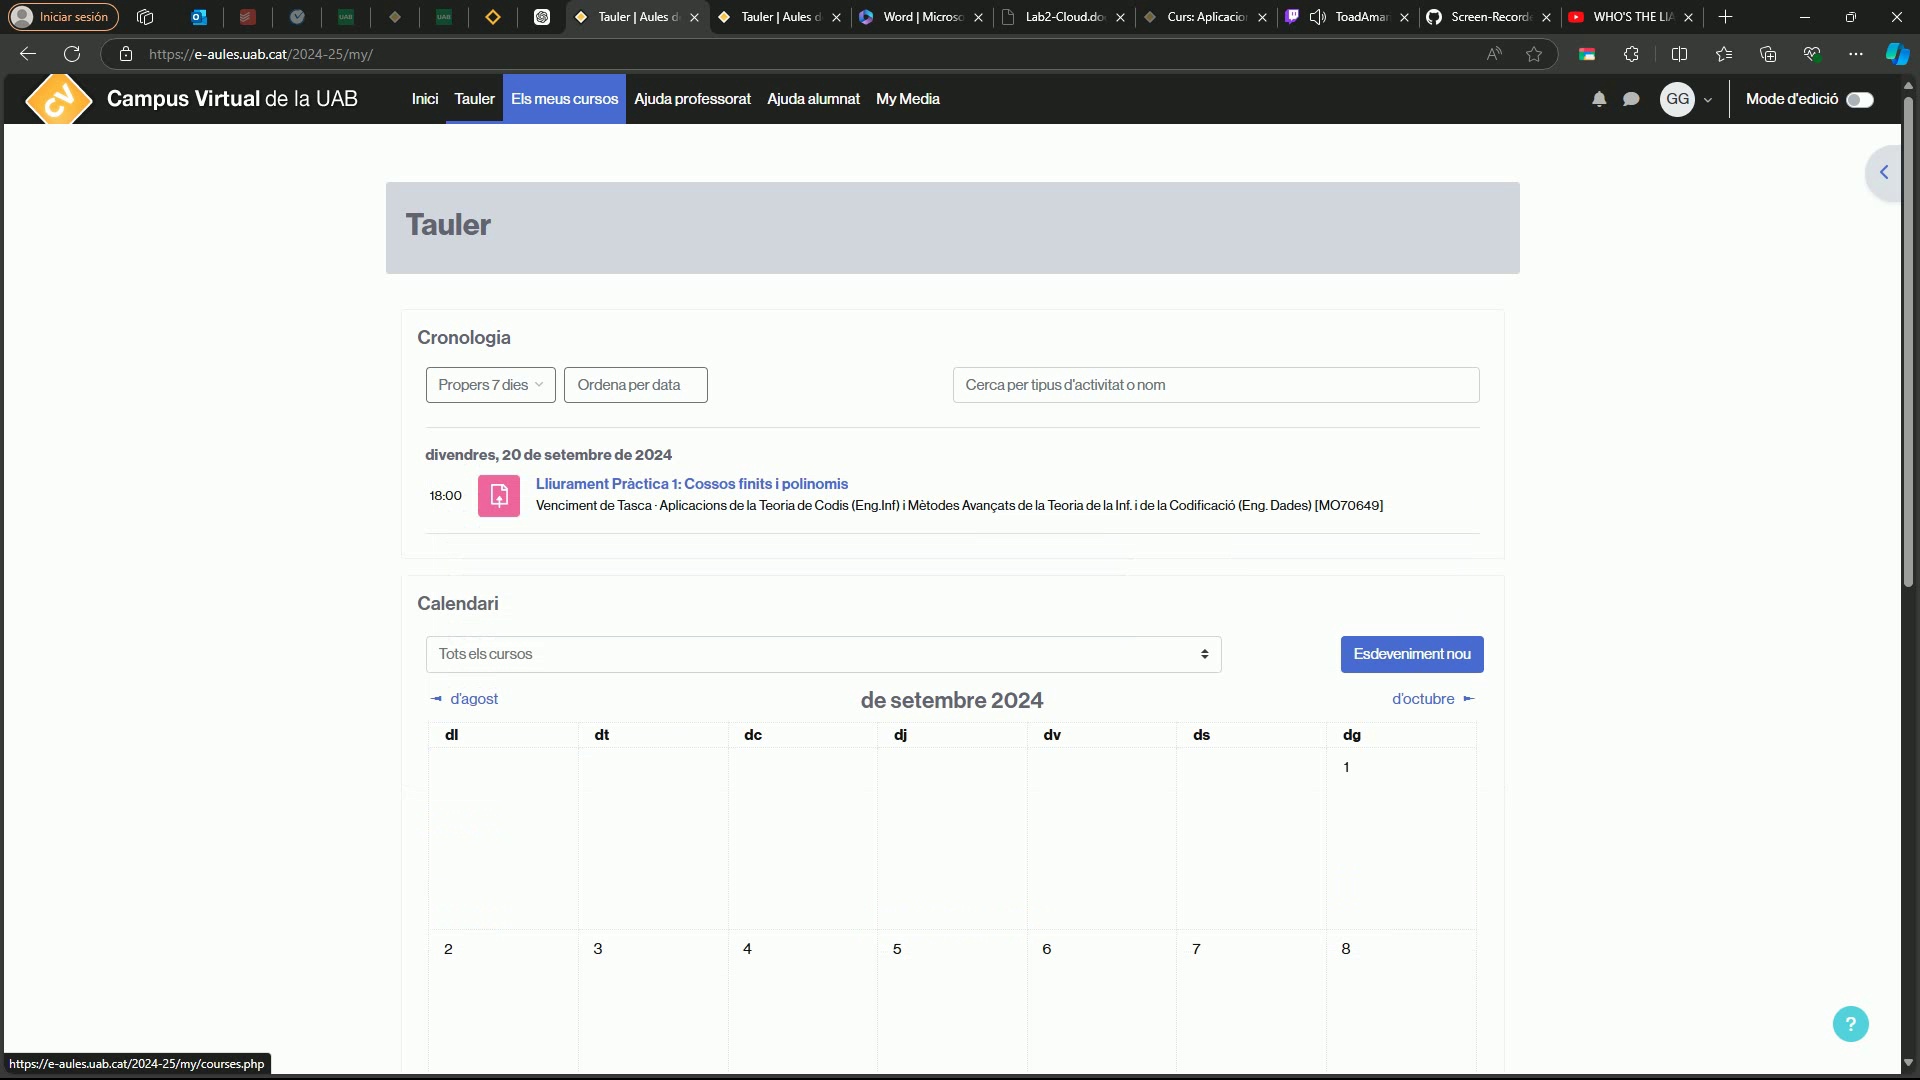 Iniciar sesión
UAB
UAB
Tauler | Aules de
Tauler | Aules d
Word | Microso
Lab2-Cloud.do
Curs: Aplicacion
ToadAmar
Screen-Recorde
WHO'S THE LIA
https://e-aules.uab.cat/2024-25/my/
CV
Campus Virtual de la UAB
Inici
Tauler
Els meus cursos
Ajuda professorat
Ajuda alumnat
My Media
GG
Mode d'edició
Tauler
Cronologia
Propers 7 dies
Ordena per data
Cerca per tipus d'activitat o nom
divendres, 20 de setembre de 2024
18:00
Lliurament Pràctica 1: Cossos finits i polinomis
Venciment de Tasca · Aplicacions de la Teoria de Codis (Eng.Inf) i Mètodes Avançats de la Teoria de la Inf. i de la Codificació (Eng. Dades) [MO70649]
Calendari
Tots els cursos
Esdeveniment nou
d'agost
de setembre 2024
d'octubre
dl dt dc dj dv ds dg
1
2 3 4 5 6 7 8
?
https://e-aules.uab.cat/2024-25/my/courses.php